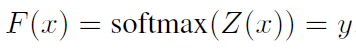 F(x) = softmax(Z(x)) = y